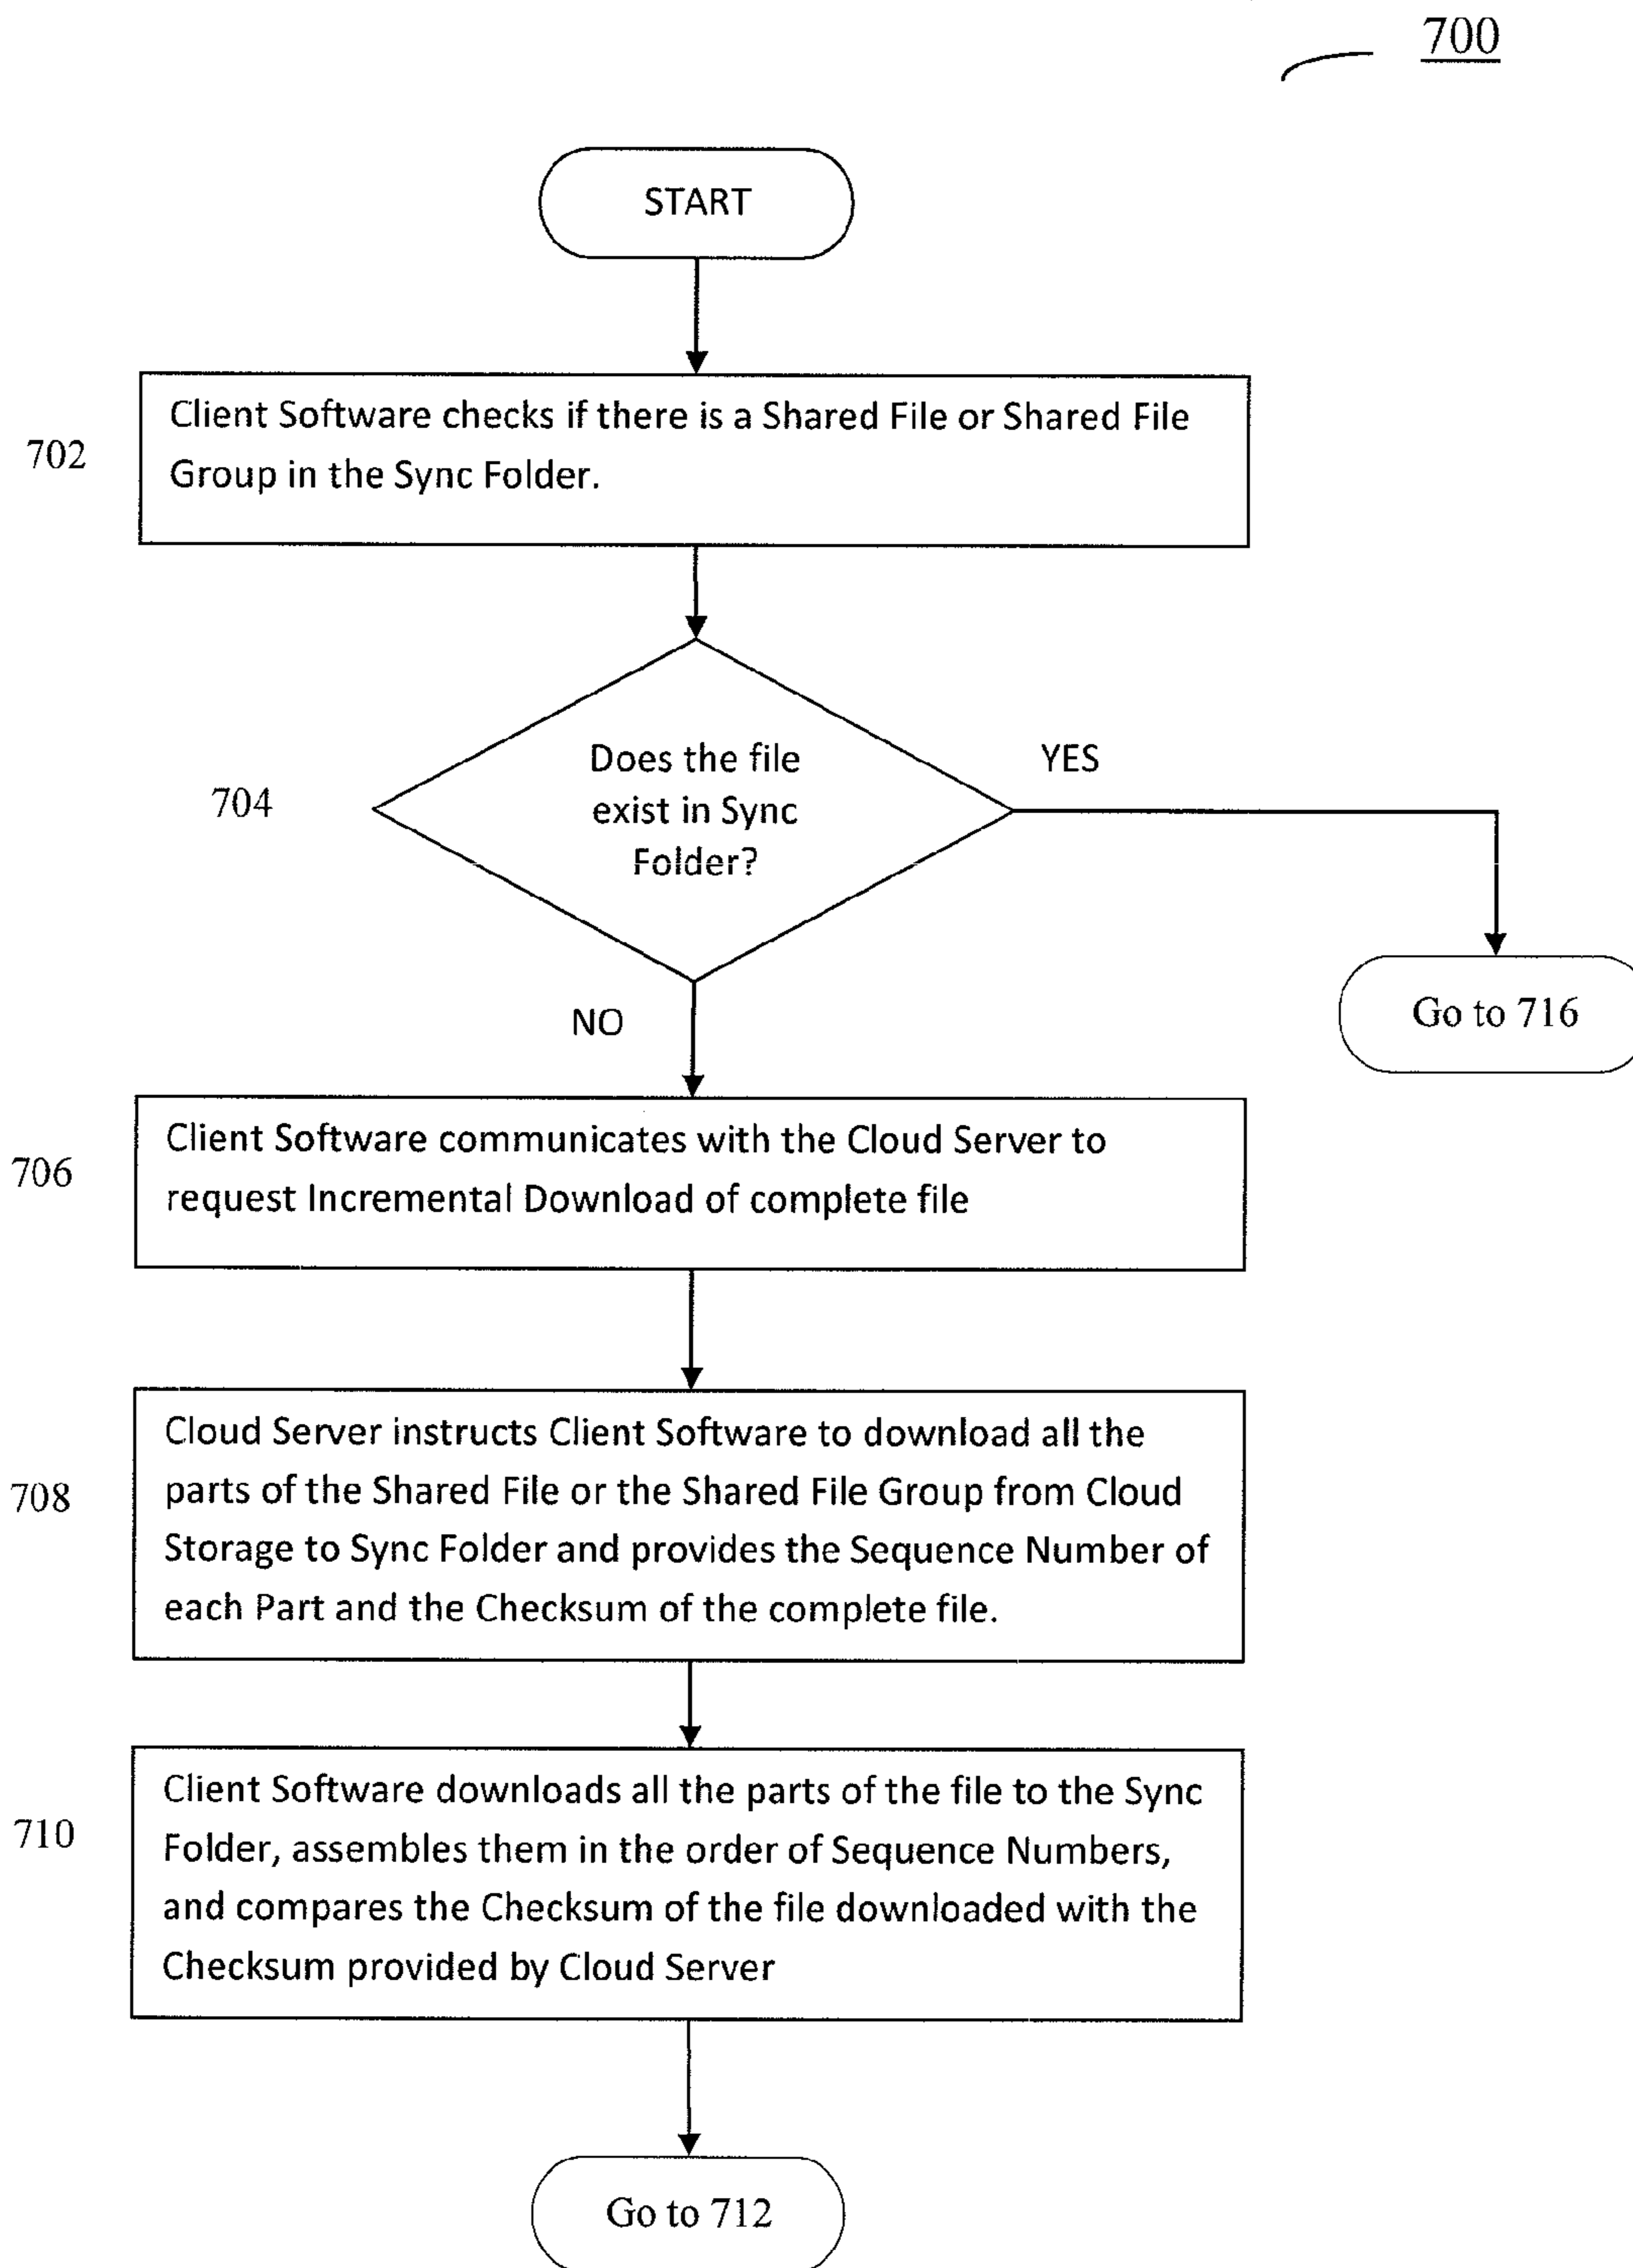 700
START
702
Client Software checks if there is a Shared File or Shared File
Group in the Sync Folder.
704
Does the file
exist in Sync
Folder?
YES
Go to 716
NO
706
Client Software communicates with the Cloud Server to
request Incremental Download of complete file
708
Cloud Server instructs Client Software to download all the
parts of the Shared File or the Shared File Group from Cloud
Storage to Sync Folder and provides the Sequence Number of
each Part and the Checksum of the complete file.
710
Client Software downloads all the parts of the file to the Sync
Folder, assembles them in the order of Sequence Numbers,
and compares the Checksum of the file downloaded with the
Checksum provided by Cloud Server
Go to 712